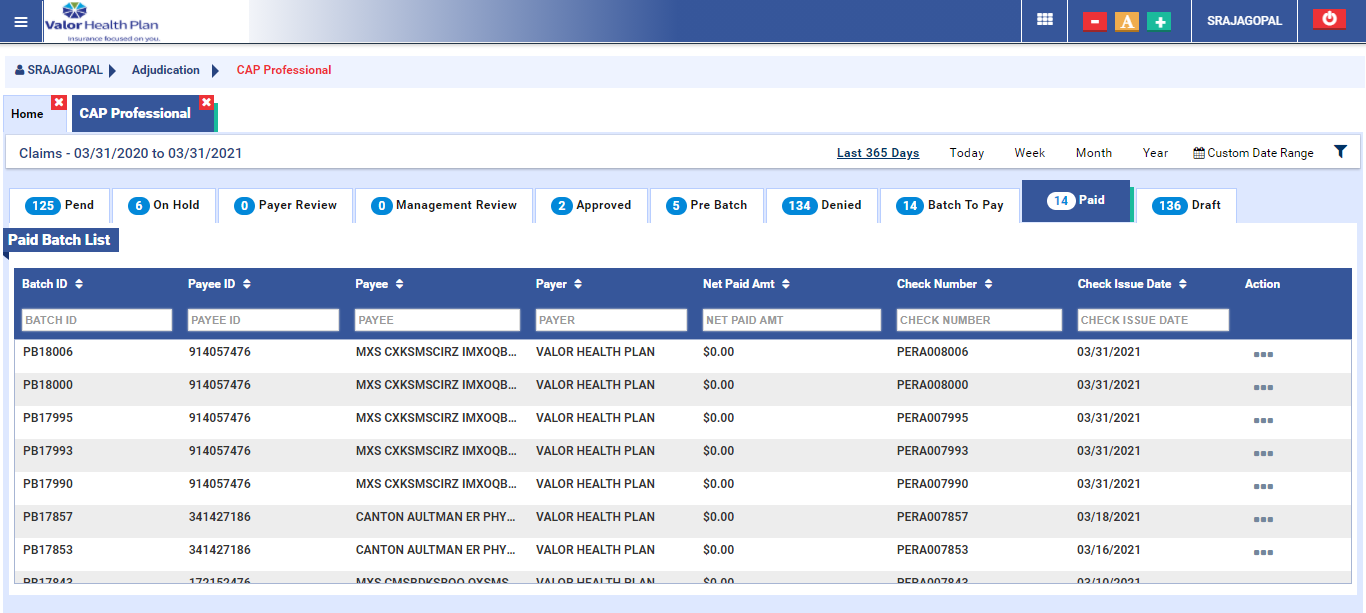 Valor Health Plan
Insurance focused on you.
A
SRAJAGOPAL
SRAJAGOPAL Adjudication CAP Professional
Home CAP Professional
Claims - 03/31/2020 to 03/31/2021 Last 365 Days Today Week Month Year Custom Date Range
125 Pend 6 On Hold 0 Payer Review 0 Management Review 2 Approved 5 Pre Batch 134 Denied 14 Batch To Pay 14 Paid 136 Draft
Paid Batch List
Batch ID Payee ID Payee Payer Net Paid Amt Check Number Check Issue Date Action
BATCH ID PAYEE ID PAYEE PAYER NET PAID AMT CHECK NUMBER CHECK ISSUE DATE
PB18006 914057476 MXS CXKSMSCIRZ IMXOQB... VALOR HEALTH PLAN $0.00 PERA008006 03/31/2021
PB18000 914057476 MXS CXKSMSCIRZ IMXOQB... VALOR HEALTH PLAN $0.00 PERA008000 03/31/2021
PB17995 914057476 MXS CXKSMSCIRZ IMXOQB... VALOR HEALTH PLAN $0.00 PERA007995 03/31/2021
PB17993 914057476 MXS CXKSMSCIRZ IMXOQB... VALOR HEALTH PLAN $0.00 PERA007993 03/31/2021
PB17990 914057476 MXS CXKSMSCIRZ IMXOQB... VALOR HEALTH PLAN $0.00 PERA007990 03/31/2021
PB17857 341427186 CANTON AULTMAN ER PHY... VALOR HEALTH PLAN $0.00 PERA007857 03/18/2021
PB17853 341427186 CANTON AULTMAN ER PHY... VALOR HEALTH PLAN $0.00 PERA007853 03/16/2021
VALOR HEALTH PLAN $0.00